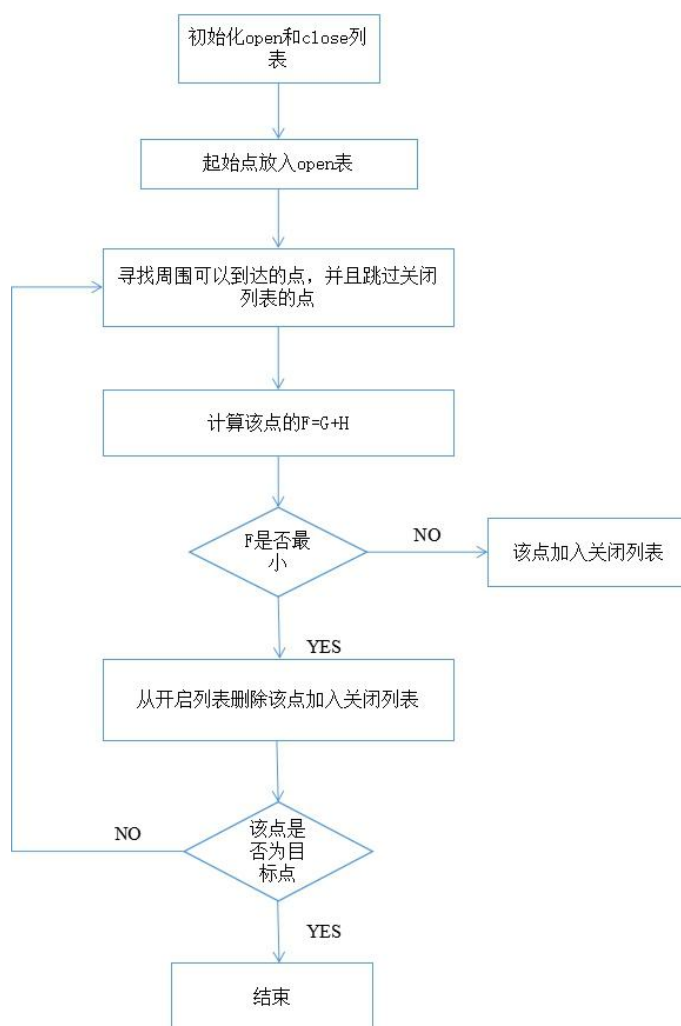 初始化open和close列
表
起始点放入open表
寻找周围可以到达的点，并且跳过关闭
列表的点
计算该点的F=G+H
F是否最
小
NO
该点加入关闭列表
YES
从开启列表删除该点加入关闭列表
该点是
否为目
标点
NO
YES
结束